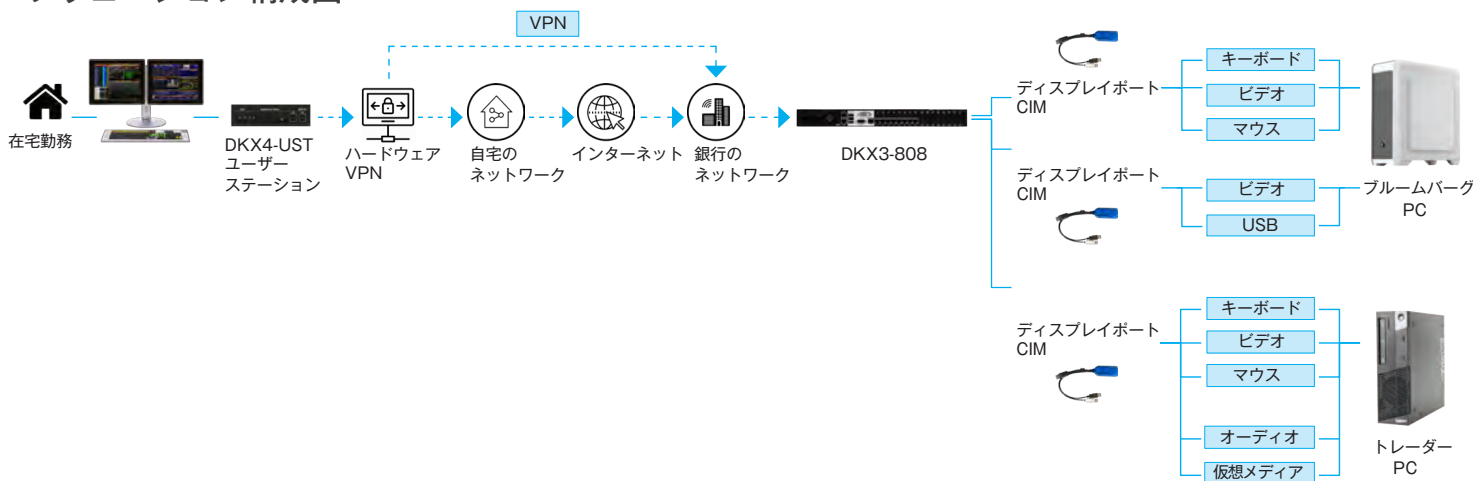 VPN
在宅勤務
DKX4-UST
ユーザー
ステーション
ハードウェア
VPN
自宅の
ネットワーク
インターネット
銀行の
ネットワーク
DKX3-808
ディスプレイポート
CIM
キーボード
ビデオ
マウス
ディスプレイポート
CIM
ビデオ
USB
ブルームバーグ
PC
ディスプレイポート
CIM
キーボード
ビデオ
マウス
オーディオ
仮想メディア
トレーダー
PC